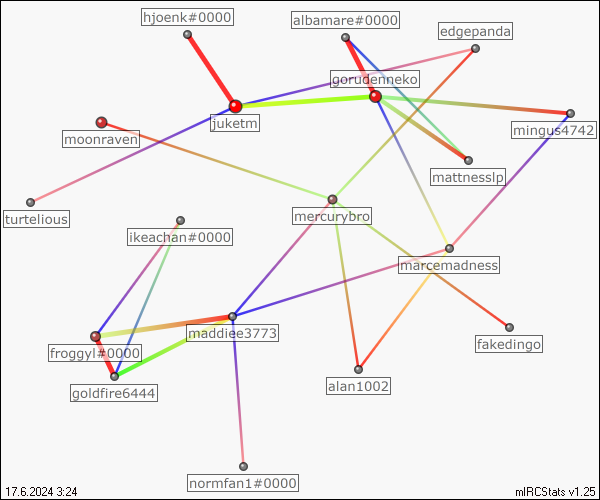 hjoenk#0000
albamare#0000
edgepanda
gorudenneko
juketm
mingus4742
moonraven
mattnesslp
turtelious
mercurybro
ikeachan#0000
marcemadness
maddiee3773
froggyl#0000
fakedingo
goldfire6444
alan1002
normfan1#0000
17.6.2024 3:24
mIRCStats v1.25